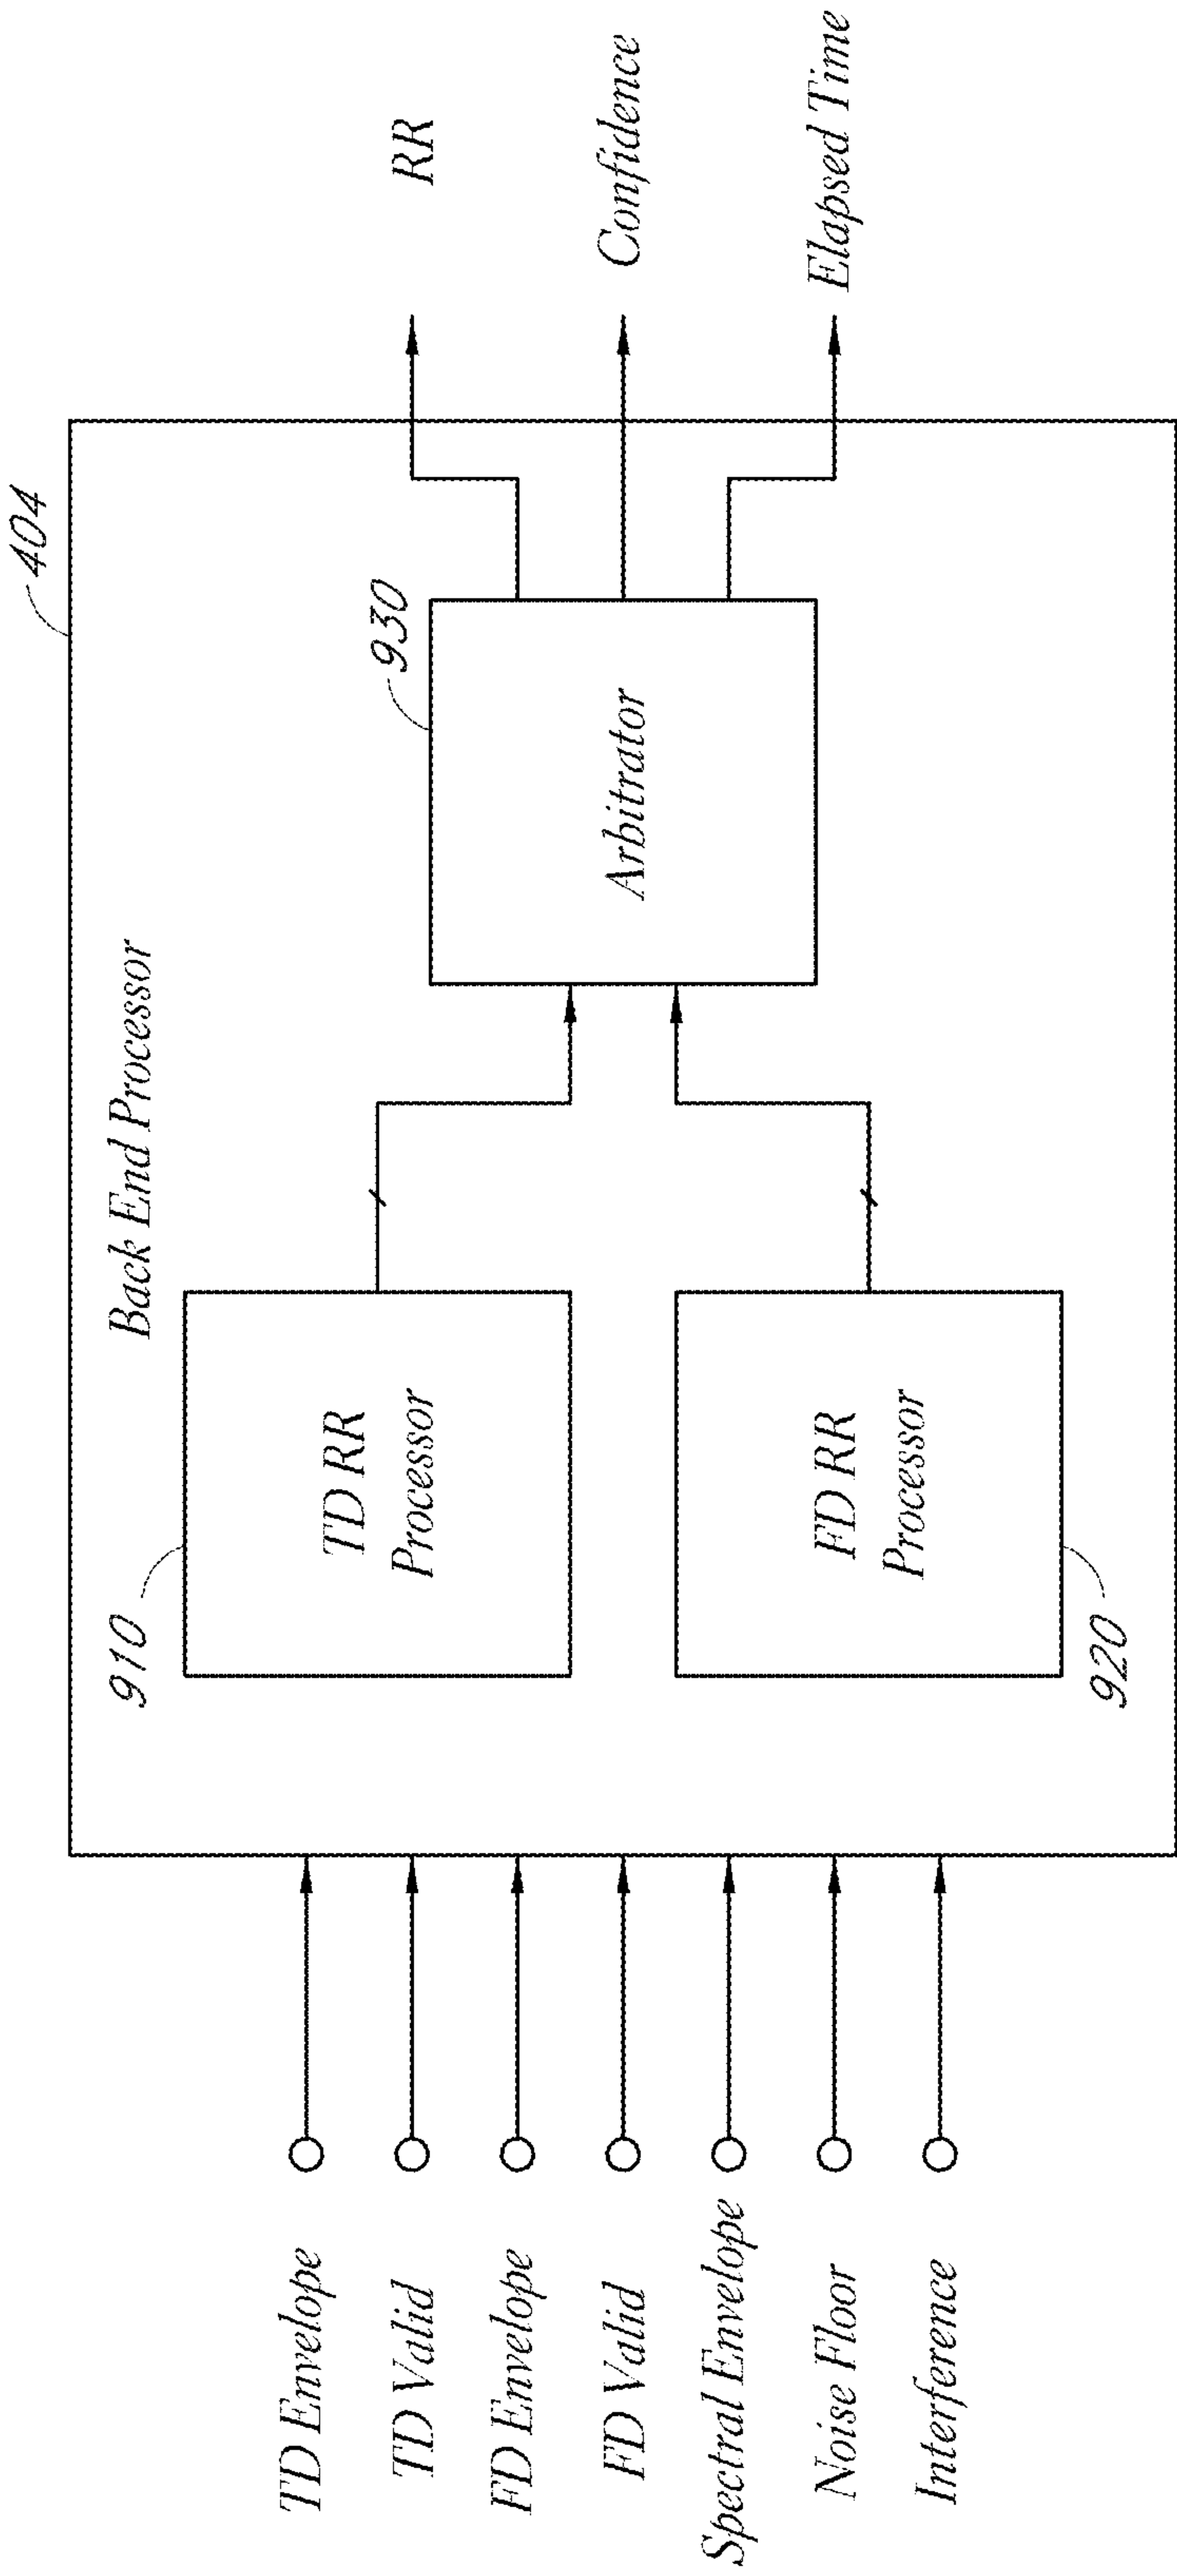 404
Back End Processor
910
TD RR
Processor
FD RR
Processor
920
930
Arbitrator
TD Envelope
TD Valid
FD Envelope
FD Valid
Spectral Envelope
Noise Floor
Interference
RR
Confidence
Elapsed Time